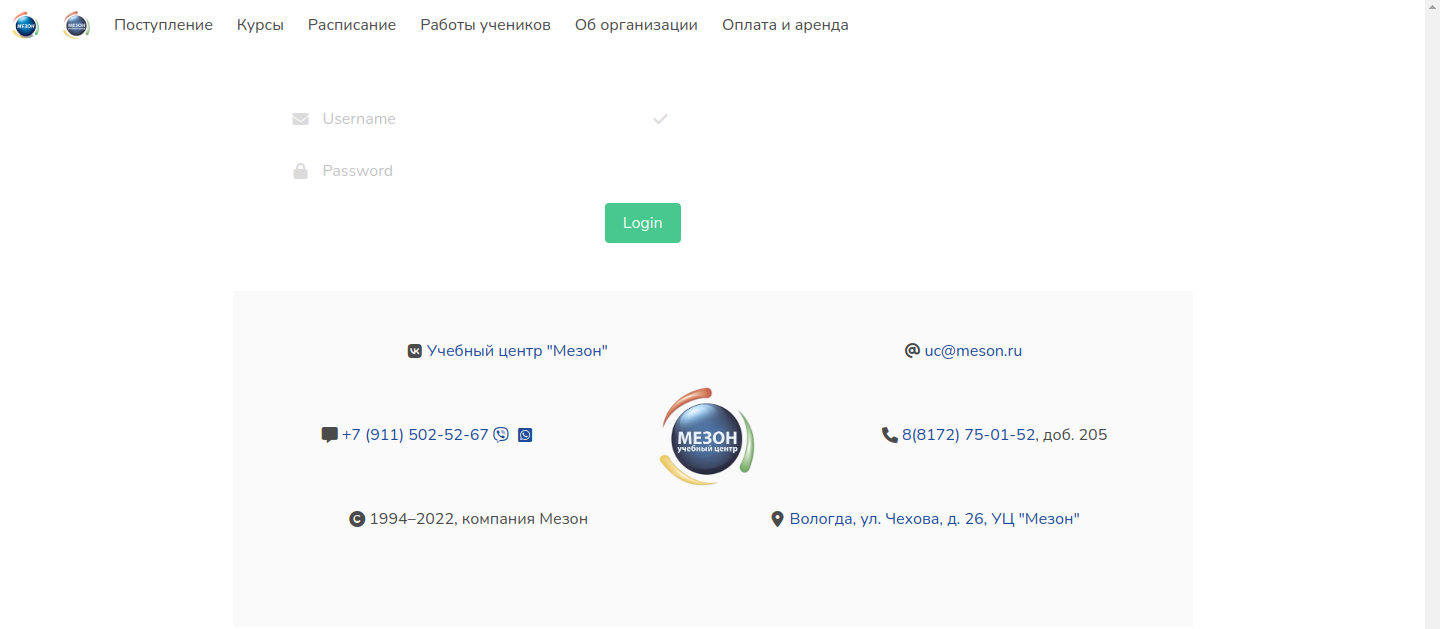 Поступление Курсы Расписание Работы учеников Об организации Оплата и аренда
Username
Password
Login
Учебный центр "Мезон"
uc@meson.ru
МЕЗОН
учебный центр
+7 (911) 502-52-67
8(8172) 75-01-52, доб. 205
1994–2022, компания Мезон
Вологда, ул. Чехова, д. 26, УЦ "Мезон"